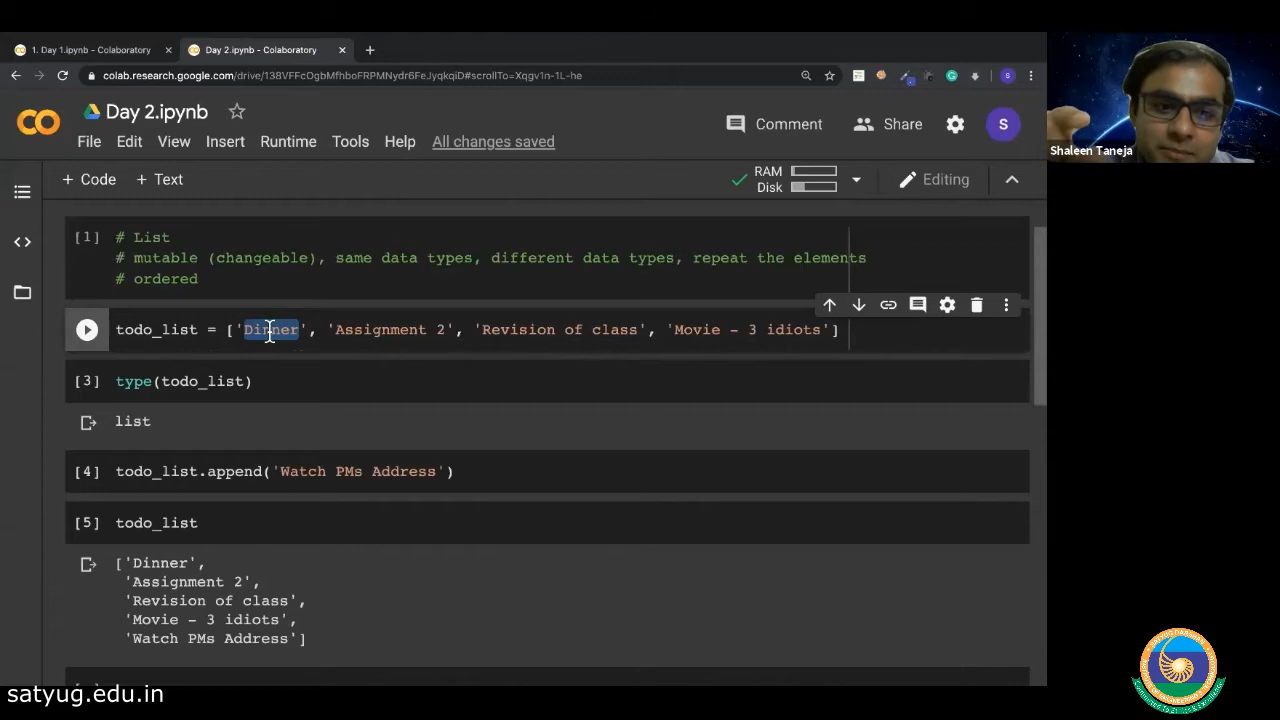 1. Day 1.ipynb - Colaboratory
Day 2.ipynb - Colaboratory
colab.research.google.com/drive/138VFFcOgbMfhboFRPMNydr6FeJyqkqiD#scrollTo=Xqgv1n-1L-he
S
CO
Day 2.ipynb
File Edit View Insert Runtime Tools Help All changes saved
Comment
Share
S
+ Code + Text
RAM
Disk
Editing
[1] # List
# mutable (changeable), same data types, different data types, repeat the elements
# ordered
todo_list = ['Dinner', 'Assignment 2', 'Revision of class', 'Movie - 3 idiots']
[3] type(todo_list)
list
[4] todo_list.append('Watch PMs Address')
[5] todo_list
['Dinner',
'Assignment 2',
'Revision of class',
'Movie - 3 idiots',
'Watch PMs Address']
Shaleen Taneja
satyug.edu.in